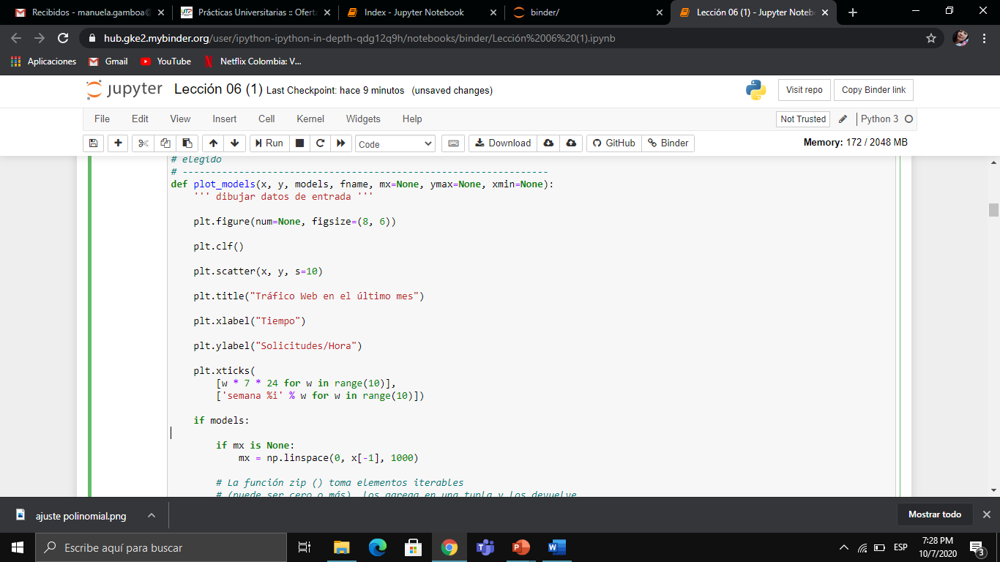 Recibidos - manuela.gamboa@
Prácticas Universitarias :: Oferta
Index - Jupyter Notebook
binder/
Lección 06 (1) - Jupyter Noteb
hub.gke2.mybinder.org/user/ipython-ipython-in-depth-qdg12q9h/notebooks/binder/Lección%2006%20(1).ipynb
Aplicaciones Gmail YouTube Netflix Colombia: V...
jupyter Lección 06 (1) Last Checkpoint: hace 9 minutos (unsaved changes) Visit repo Copy Binder link
File Edit View Insert Cell Kernel Widgets Help Not Trusted Python 3
Run Code Download GitHub Binder Memory: 172 / 2048 MB
# elegido
# -----------------------------------------------------------------
def plot_models(x, y, models, fname, mx=None, ymax=None, xmin=None):
    ''' dibujar datos de entrada '''
    plt.figure(num=None, figsize=(8, 6))
    plt.clf()
    plt.scatter(x, y, s=10)
    plt.title("Tráfico Web en el último mes")
    plt.xlabel("Tiempo")
    plt.ylabel("Solicitudes/Hora")
    plt.xticks(
        [w * 7 * 24 for w in range(10)],
        ['semana %i' % w for w in range(10)])
    if models:
        if mx is None:
            mx = np.linspace(0, x[-1], 1000)
        # La función zip () toma elementos iterables
        # (puede ser cero o más), los agrega en una tupla y los devuelve
ajuste polinomial.png Mostrar todo
Escribe aquí para buscar
ESP
7:28 PM
10/7/2020
3